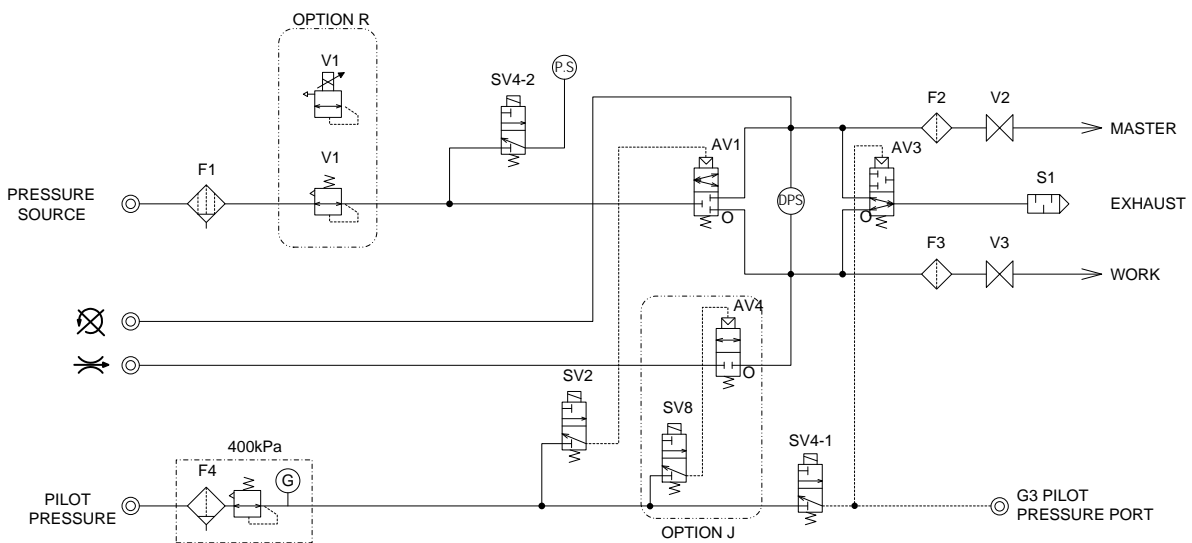 OPTION R
V1
SV4-2
P.S
F2
V2
MASTER
AV1
AV3
F1
V1
PRESSURE
SOURCE
DPS
S1
EXHAUST
O
O
F3
V3
WORK
AV4
O
SV2
SV8
400kPa
F4
G
SV4-1
PILOT
PRESSURE
G3 PILOT
PRESSURE PORT
OPTION J